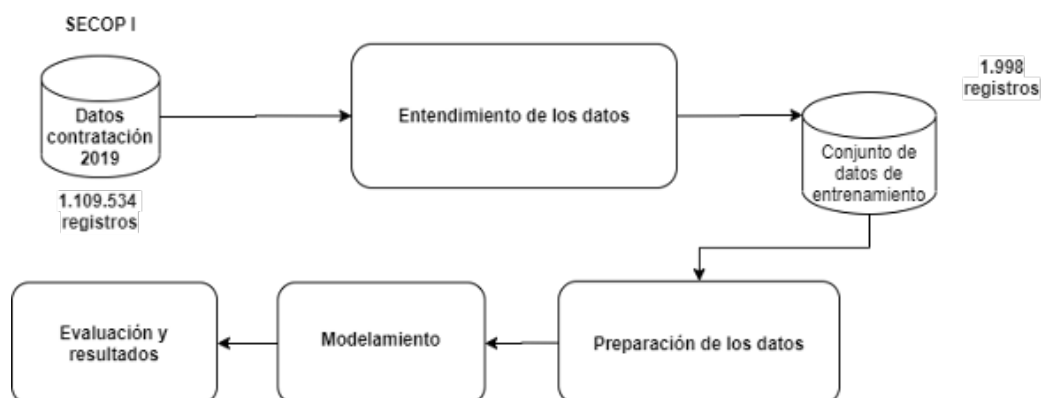 SECOP I
Datos
contratación
2019
1.109.534
registros
Entendimiento de los datos
1.998
registros
Conjunto de
datos de
entrenamiento
Preparación de los datos
Modelamiento
Evaluación y
resultados